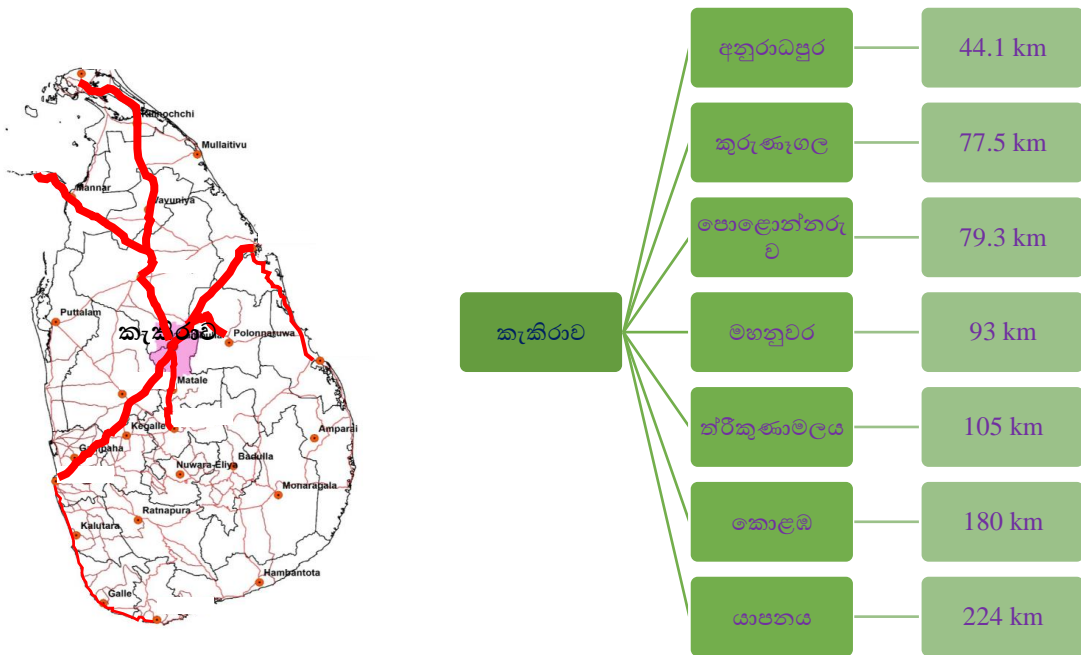 Kilinochchi
Mullaitivu
Mannar
Vavuniya
Puttalam
කැකිරාව
Polonnaruwa
Matale
Kegalle
Gampaha
Amparai
Badulla
Nuwara-Eliya
Monaragala
Ratnapura
Kalutara
Hambantota
Galle
කැකිරාව
අනුරාධපුර
44.1 km
කුරුණෑගල
77.5 km
පොළොන්නරු
ව
79.3 km
මහනුවර
93 km
ත්රීකුණාමලය
105 km
කොළඹ
180 km
යාපනය
224 km